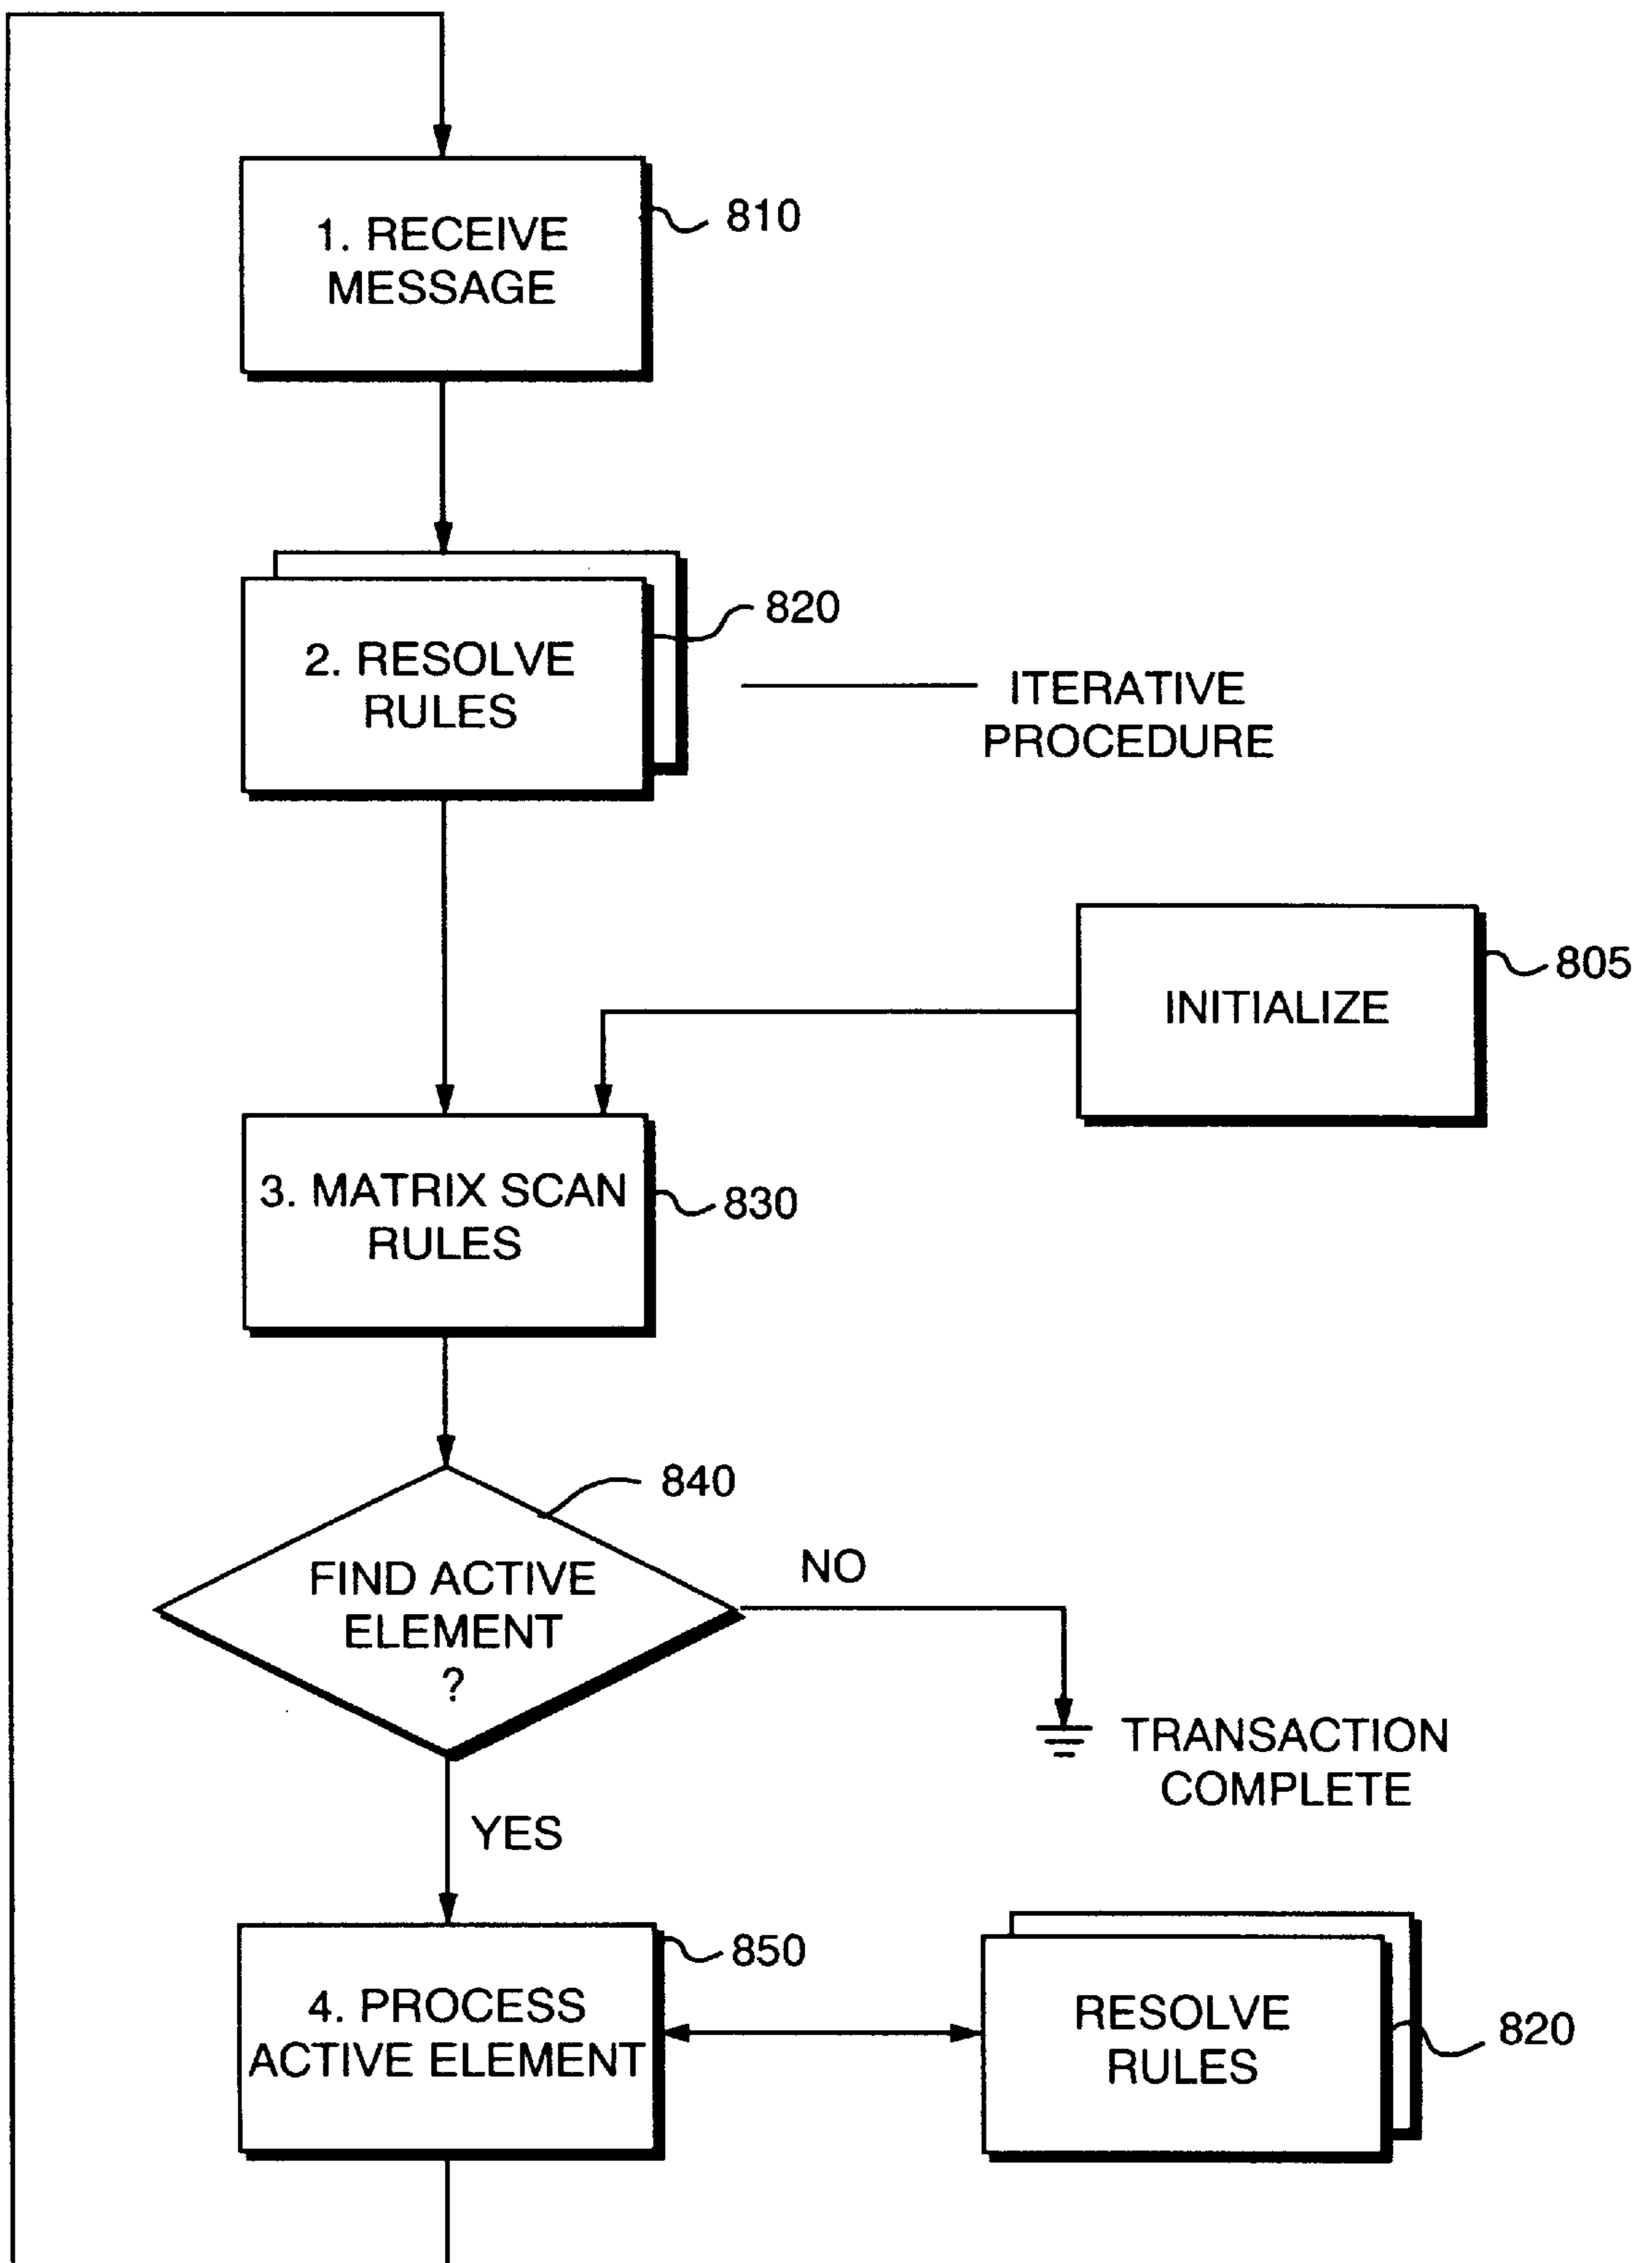 1. RECEIVE
MESSAGE
810
2. RESOLVE
RULES
820
ITERATIVE
PROCEDURE
INITIALIZE
805
3. MATRIX SCAN
RULES
830
840
FIND ACTIVE
ELEMENT
?
NO
TRANSACTION
COMPLETE
YES
4. PROCESS
ACTIVE ELEMENT
850
RESOLVE
RULES
820